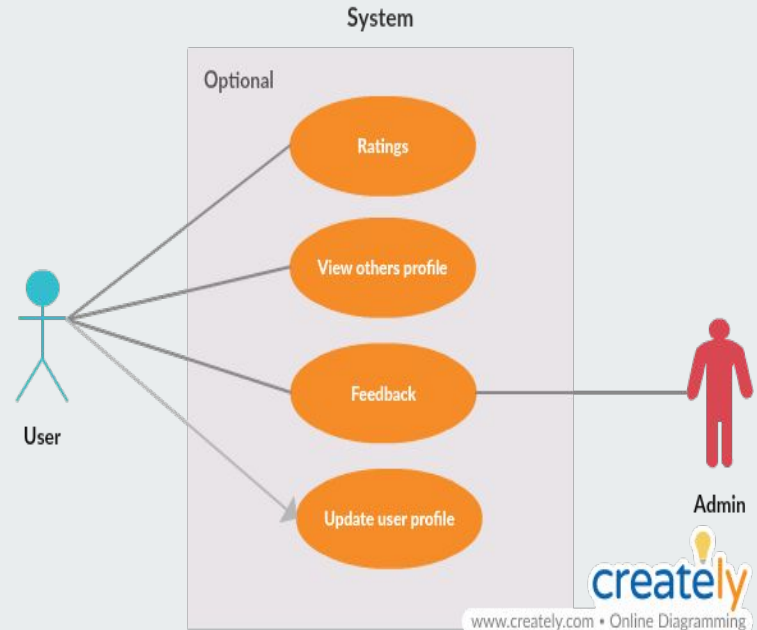 System
Optional
Ratings
View others profile
Feedback
User
Update user profile
Admin
creately
www.creately.com • Online Diagramming